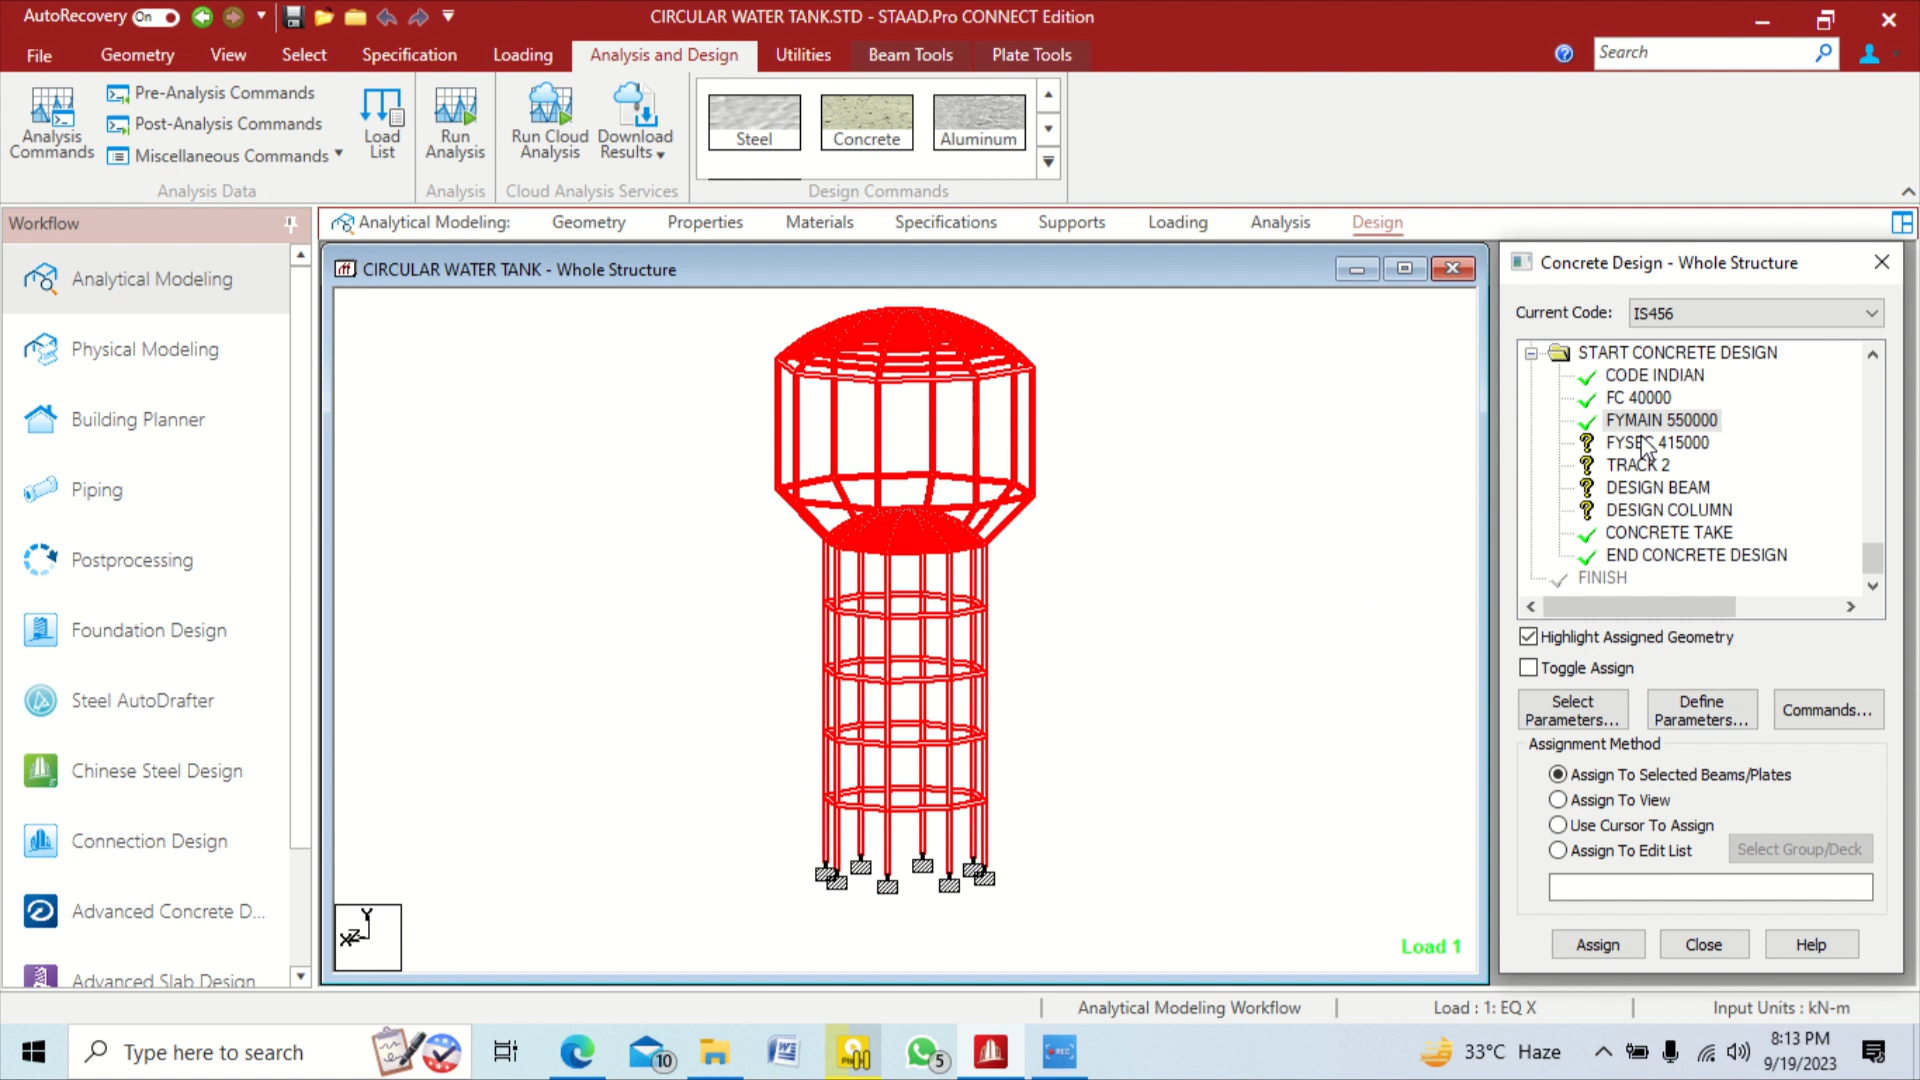 AutoRecovery On
CIRCULAR WATER TANK.STD - STAAD.Pro CONNECT Edition
File Geometry View Select Specification Loading Analysis and Design Utilities Beam Tools Plate Tools
Search
Analysis Commands
Pre-Analysis Commands
Post-Analysis Commands
Miscellaneous Commands
Load List
Run Analysis
Run Cloud Analysis
Download Results
Steel
Concrete
Aluminum
Analysis Data
Analysis
Cloud Analysis Services
Design Commands
Workflow
Analytical Modeling: Geometry Properties Materials Specifications Supports Loading Analysis Design
Analytical Modeling
Physical Modeling
Building Planner
Piping
Postprocessing
Foundation Design
Steel AutoDrafter
Chinese Steel Design
Connection Design
Advanced Concrete D...
Advanced Slab Design
CIRCULAR WATER TANK - Whole Structure
Y
X Z
Load 1
Concrete Design - Whole Structure
Current Code: IS456
START CONCRETE DESIGN
CODE INDIAN
FC 40000
FYMAIN 550000
FYSEC 415000
TRACK 2
DESIGN BEAM
DESIGN COLUMN
CONCRETE TAKE
END CONCRETE DESIGN
FINISH
Highlight Assigned Geometry
Toggle Assign
Select Parameters...
Define Parameters...
Commands...
Assignment Method
Assign To Selected Beams/Plates
Assign To View
Use Cursor To Assign
Assign To Edit List
Select Group/Deck
Assign
Close
Help
Analytical Modeling Workflow
Load : 1: EQ X
Input Units : kN-m
Type here to search
10
5
REC
33°C Haze
8:13 PM
9/19/2023